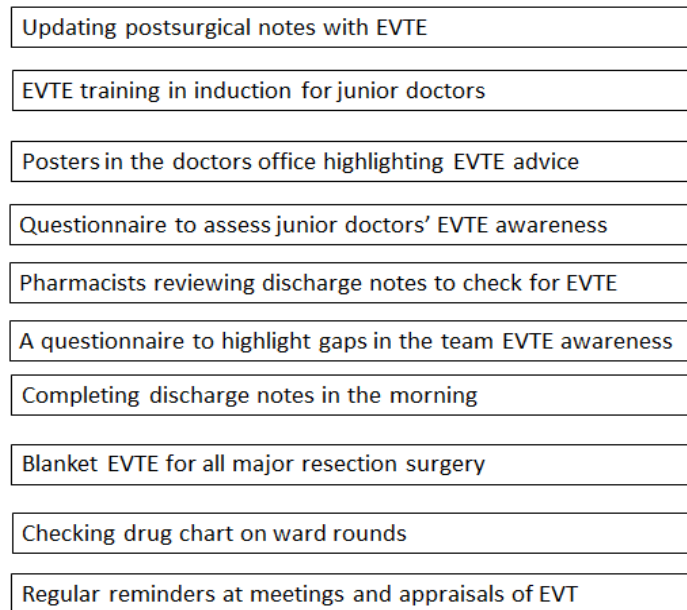 Updating postsurgical notes with EVTE
EVTE training in induction for junior doctors
Posters in the doctors office highlighting EVTE advice
Questionnaire to assess junior doctors’ EVTE awareness
Pharmacists reviewing discharge notes to check for EVTE
A questionnaire to highlight gaps in the team EVTE awareness
Completing discharge notes in the morning
Blanket EVTE for all major resection surgery
Checking drug chart on ward rounds
Regular reminders at meetings and appraisals of EVT